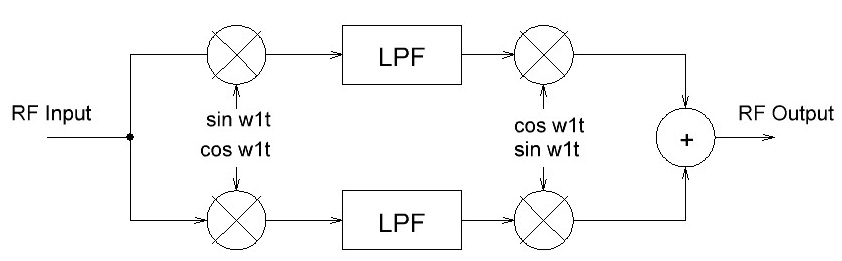 LPF
RF Input
RF Output
sin w1t
cos w1t
cos w1t
sin w1t
+
LPF